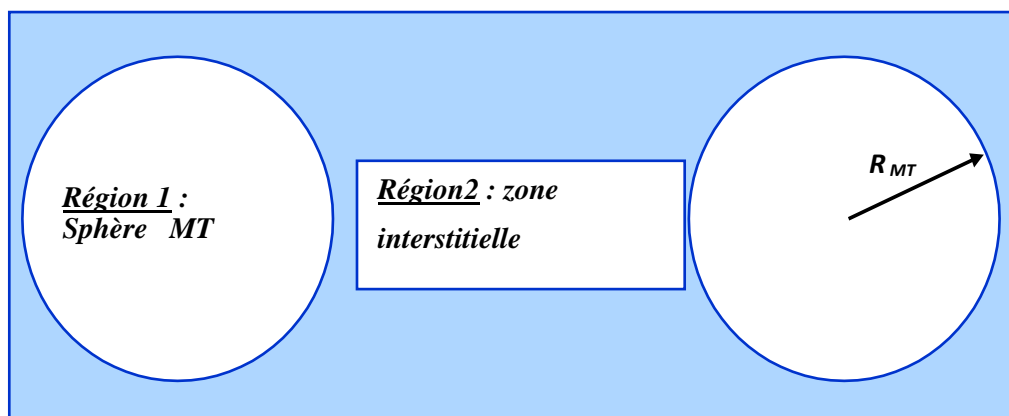 Région 1 :
Sphère MT
Région2 : zone
interstitielle
R MT